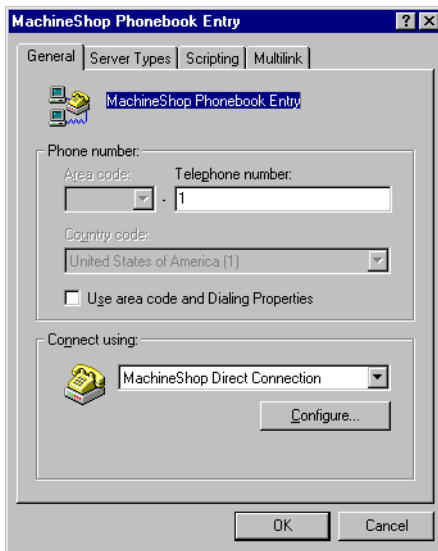 MachineShop Phonebook Entry
General Server Types Scripting Multilink
MachineShop Phonebook Entry
Phone number:
Area code: Telephone number:
- 1
Country code:
United States of America (1)
Use area code and Dialing Properties
Connect using:
MachineShop Direct Connection
Configure...
OK Cancel